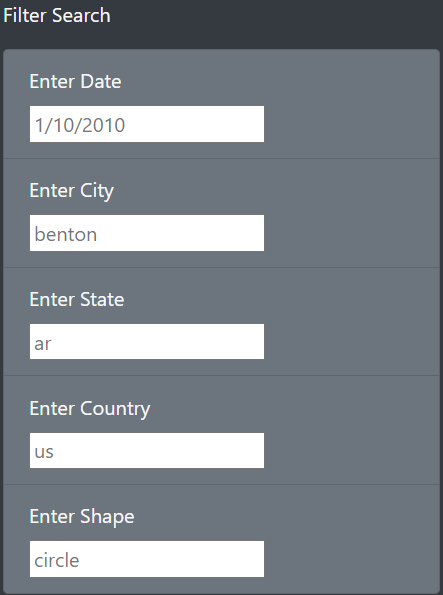 Filter Search
Enter Date
1/10/2010
Enter City
benton
Enter State
ar
Enter Country
us
Enter Shape
circle